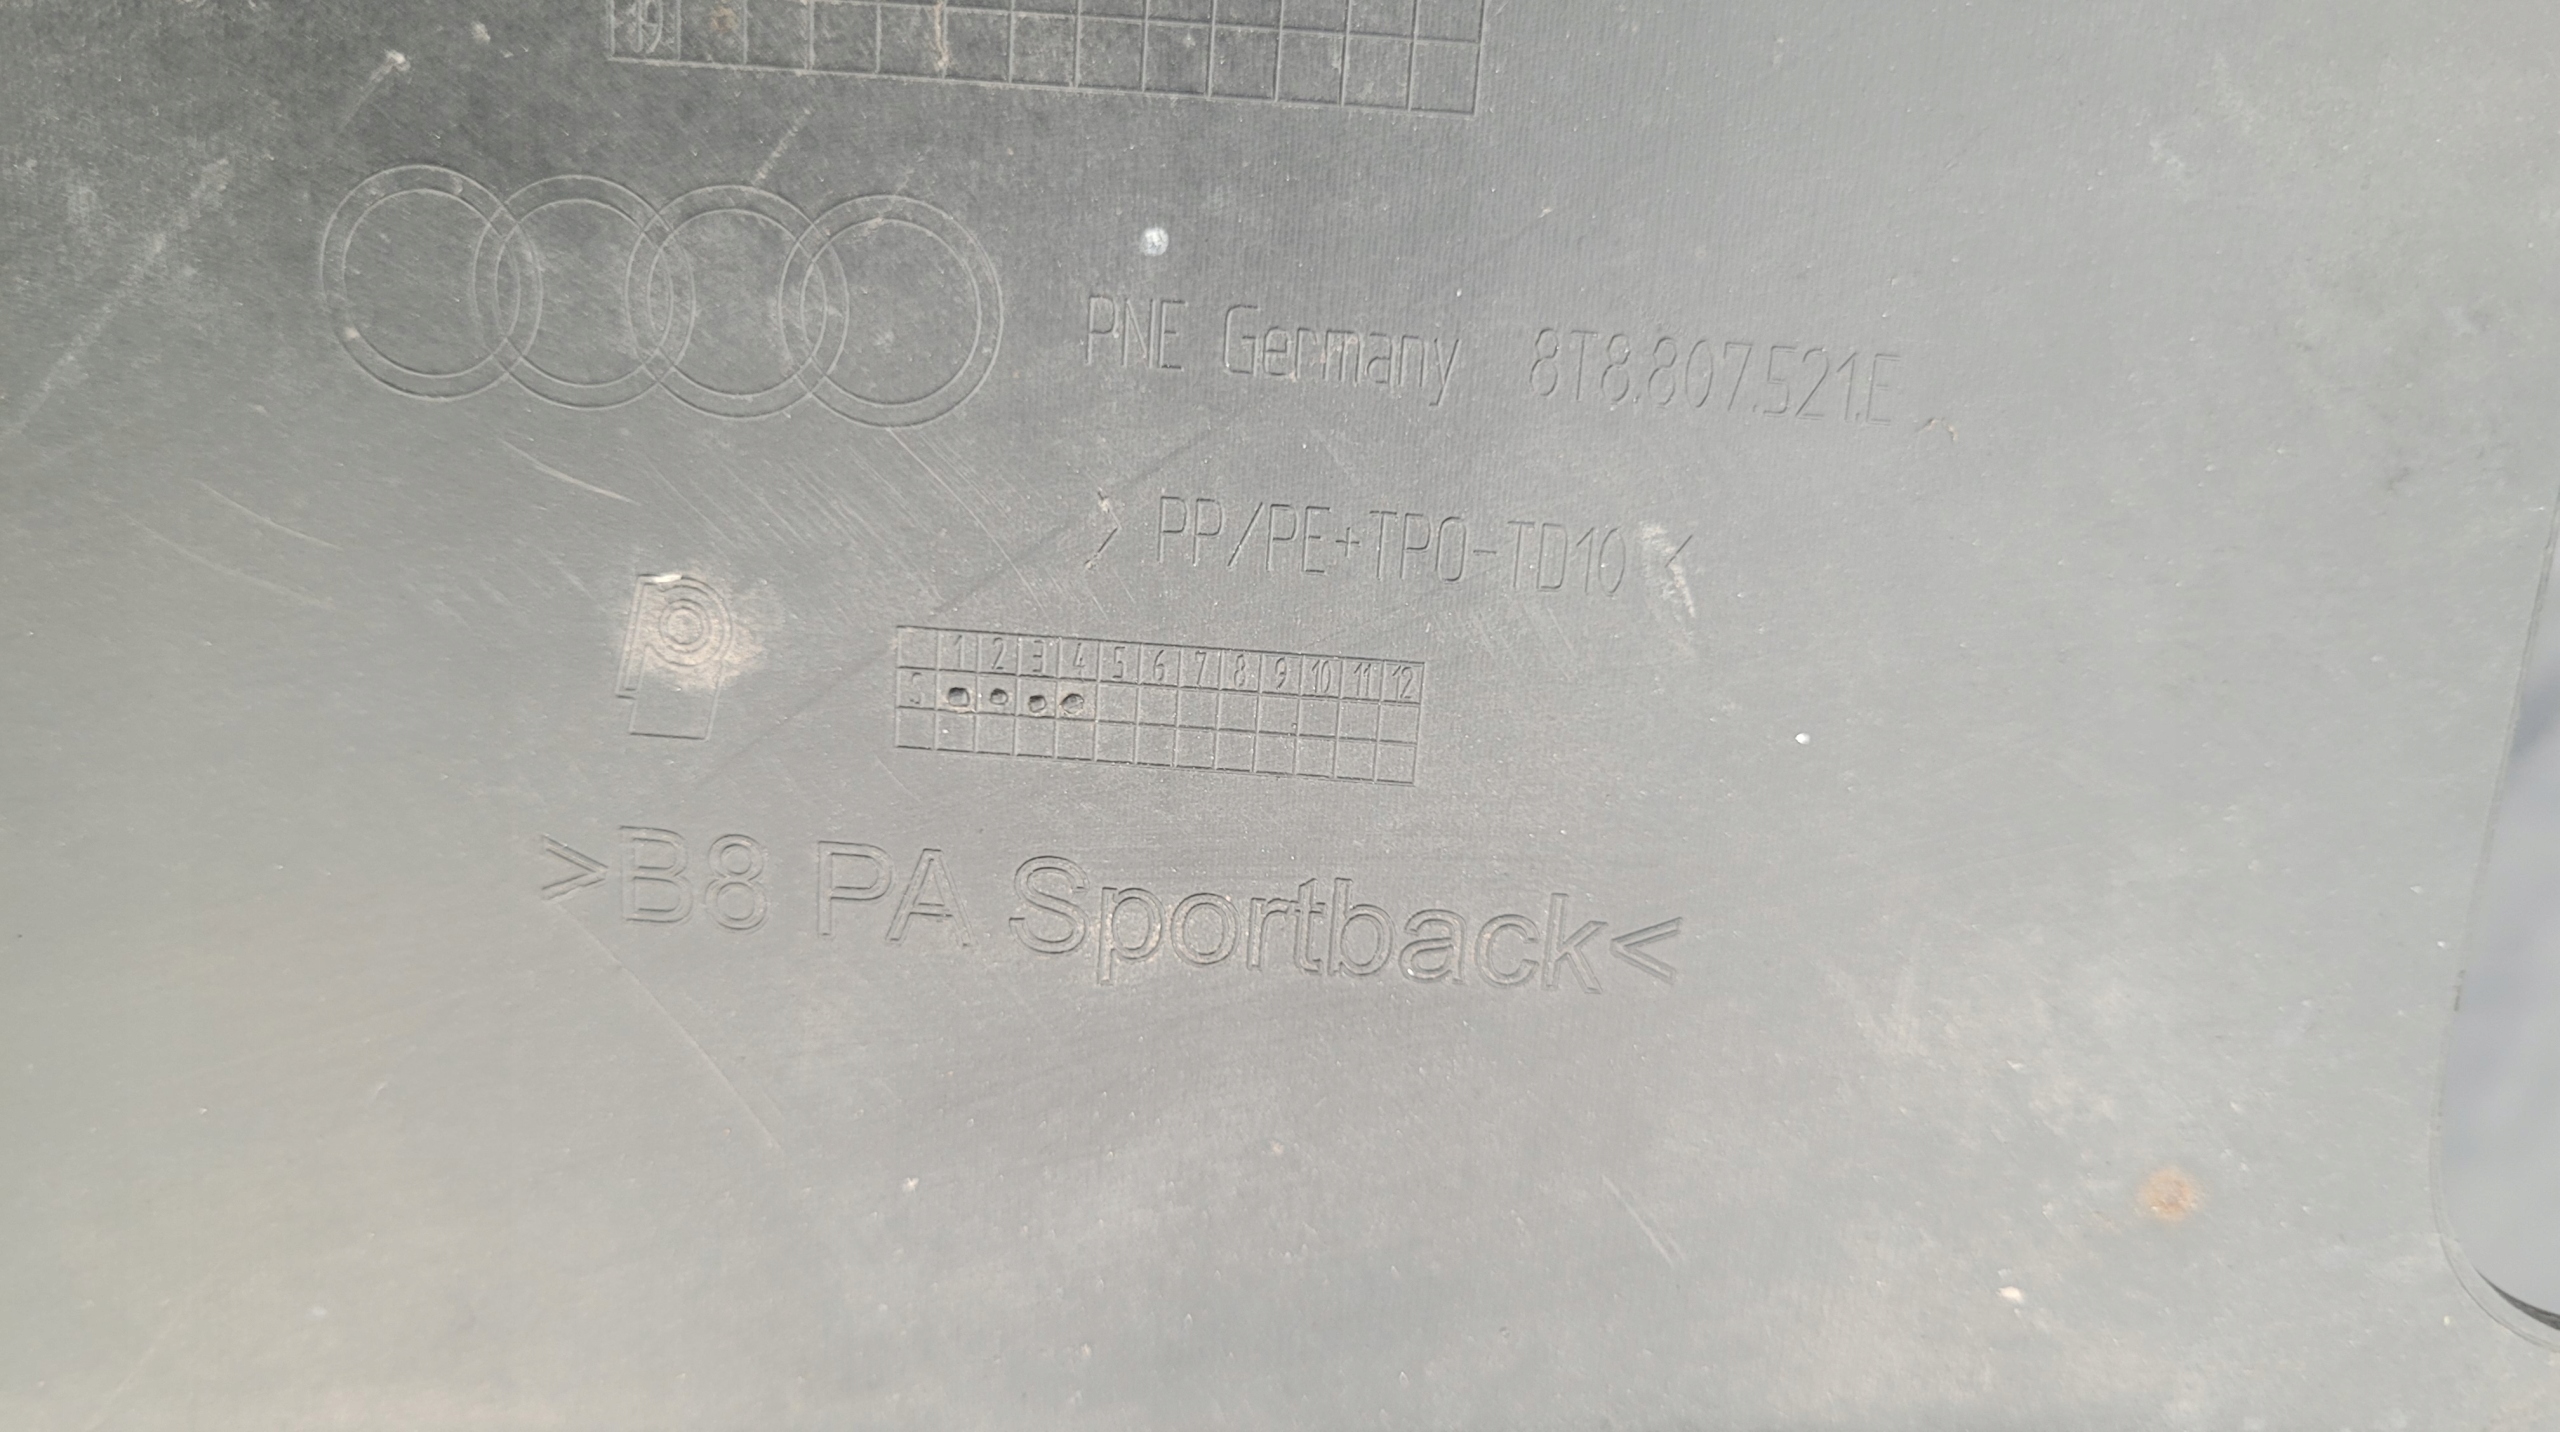 PNE Germany 8T8.807.521.E
> PP/PE+TPO-TD10 <
1 2 3 4 5 6 7 8 9 10 11 12
>B8 PA Sportback<